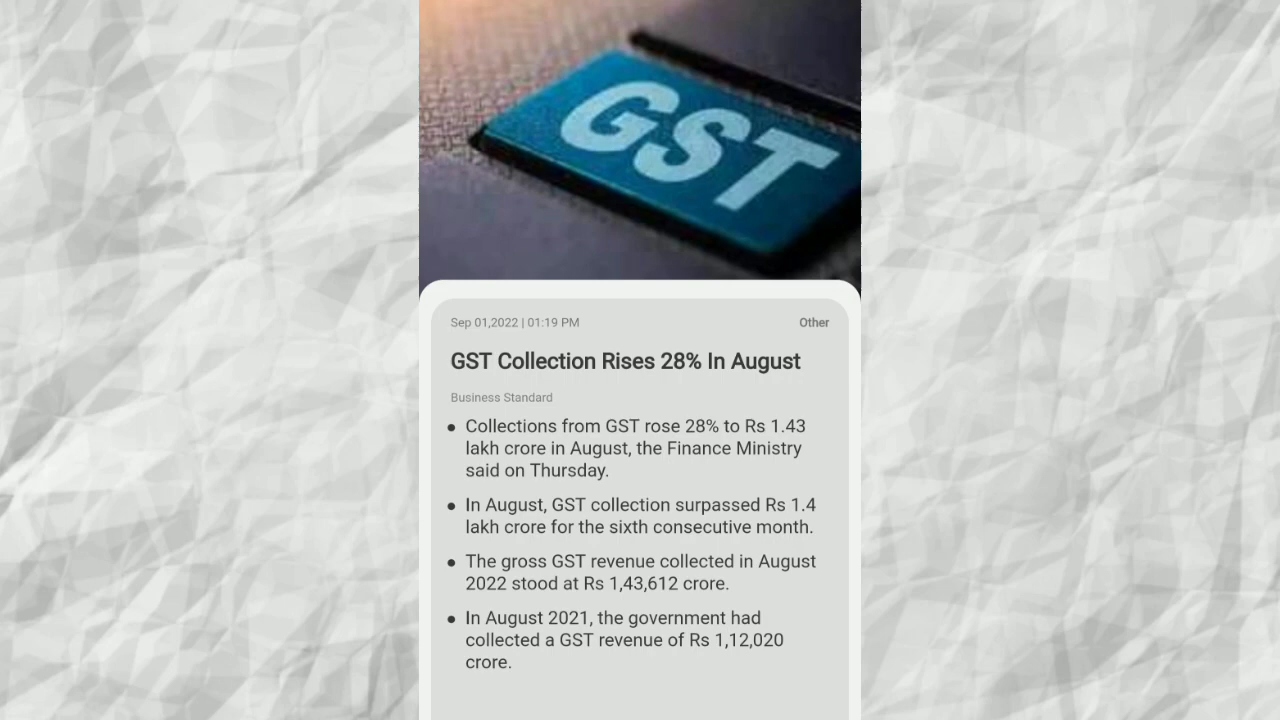 GST
Sep 01,2022 | 01:19 PM
Other
GST Collection Rises 28% In August
Business Standard
● Collections from GST rose 28% to Rs 1.43
lakh crore in August, the Finance Ministry
said on Thursday.
● In August, GST collection surpassed Rs 1.4
lakh crore for the sixth consecutive month.
● The gross GST revenue collected in August
2022 stood at Rs 1,43,612 crore.
● In August 2021, the government had
collected a GST revenue of Rs 1,12,020
crore.